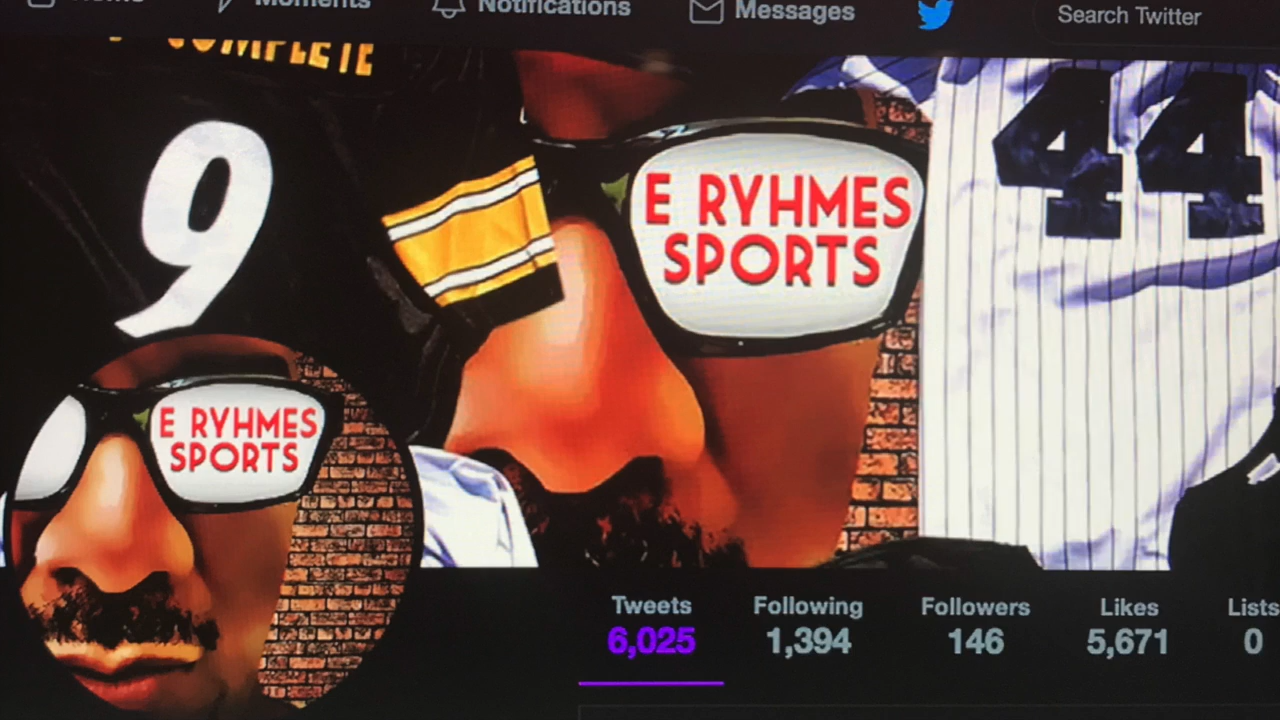 Moments
Notifications
Messages
Search Twitter
COMPLETE
9
44
E RYHMES
SPORTS
E RYHMES
SPORTS
Tweets
Following
Followers
Likes
Lists
6,025
1,394
146
5,671
0